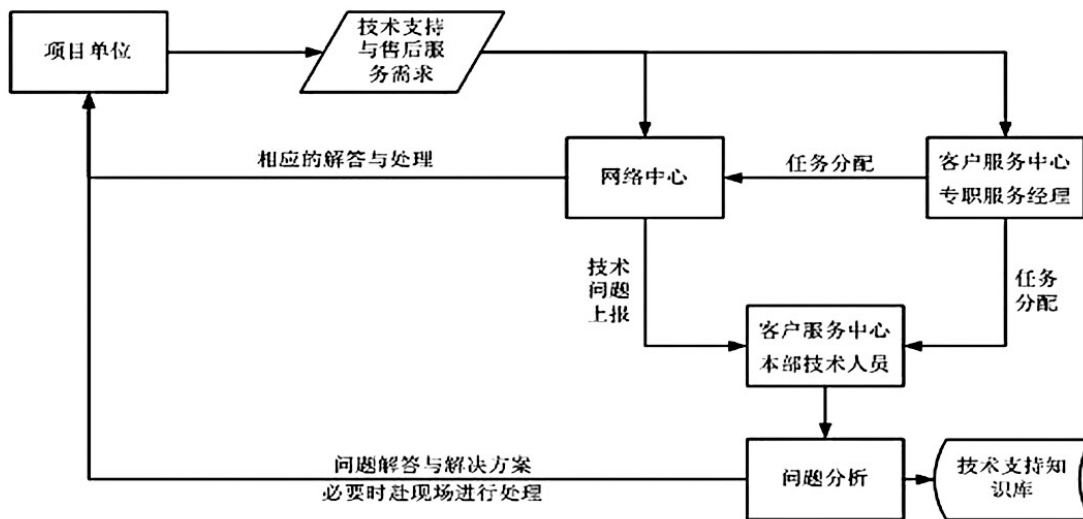 项目单位
技术支持
与售后服
务需求
相应的解答与处理
网络中心
任务分配
客户服务中心
专职服务经理
技术
问题
上报
任务
分配
客户服务中心
本部技术人员
问题解答与解决方案
必要时赴现场进行处理
问题分析
技术支持知
识库